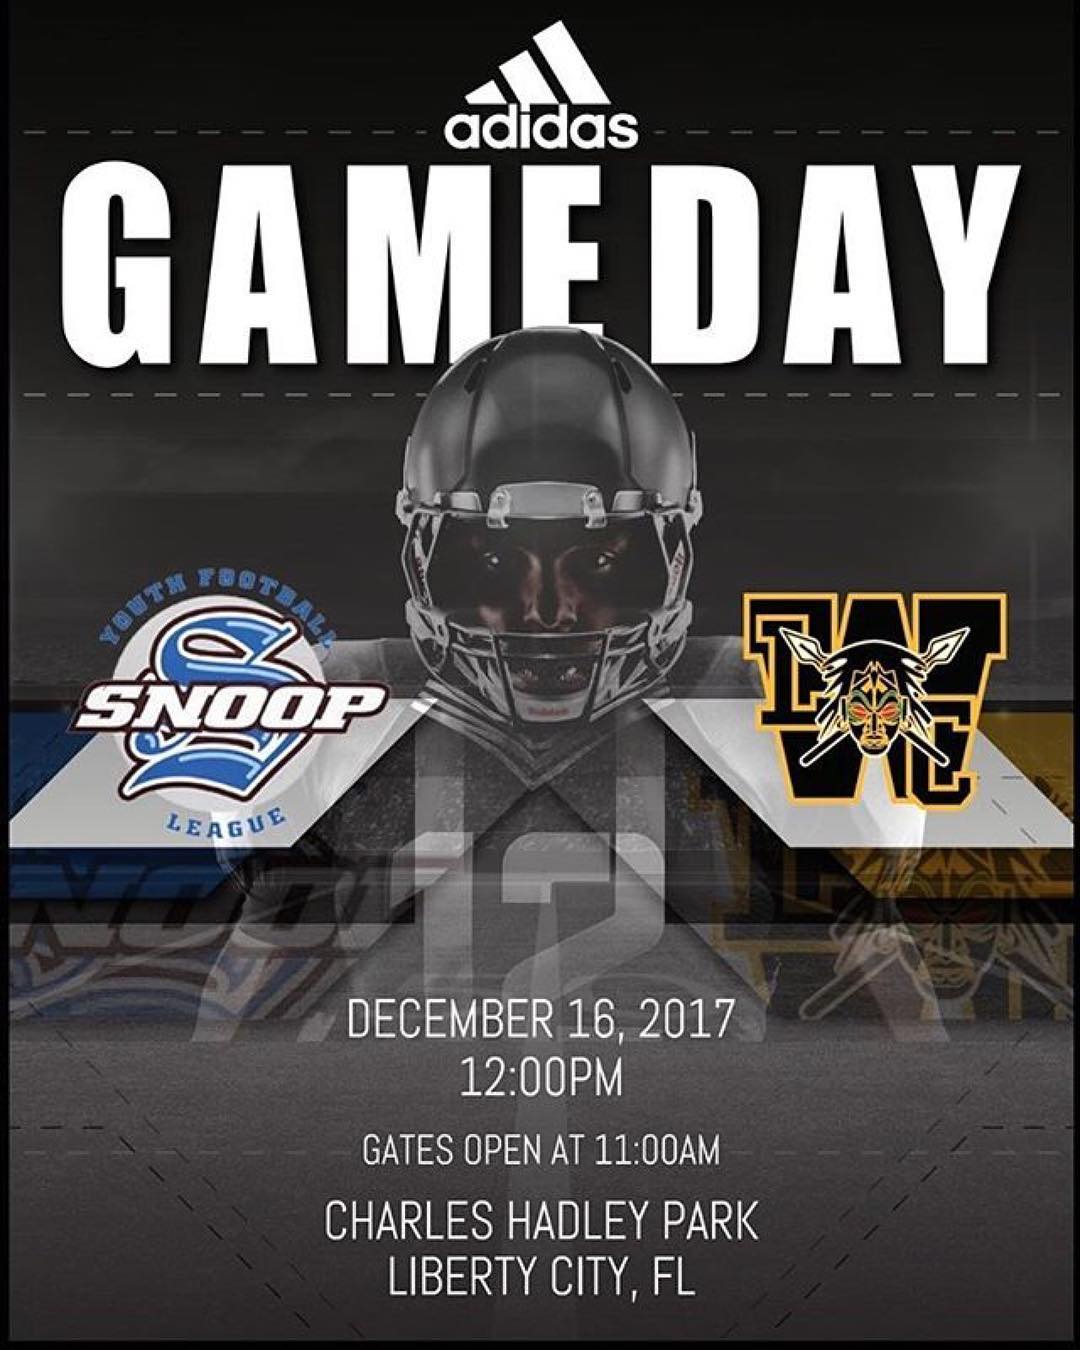 adidas
GAMEDAY
YOUTH FOOTBALL
S
SNOOP
LEAGUE
12
DECEMBER 16, 2017
12:00PM
GATES OPEN AT 11:00AM
CHARLES HADLEY PARK
LIBERTY CITY, FL